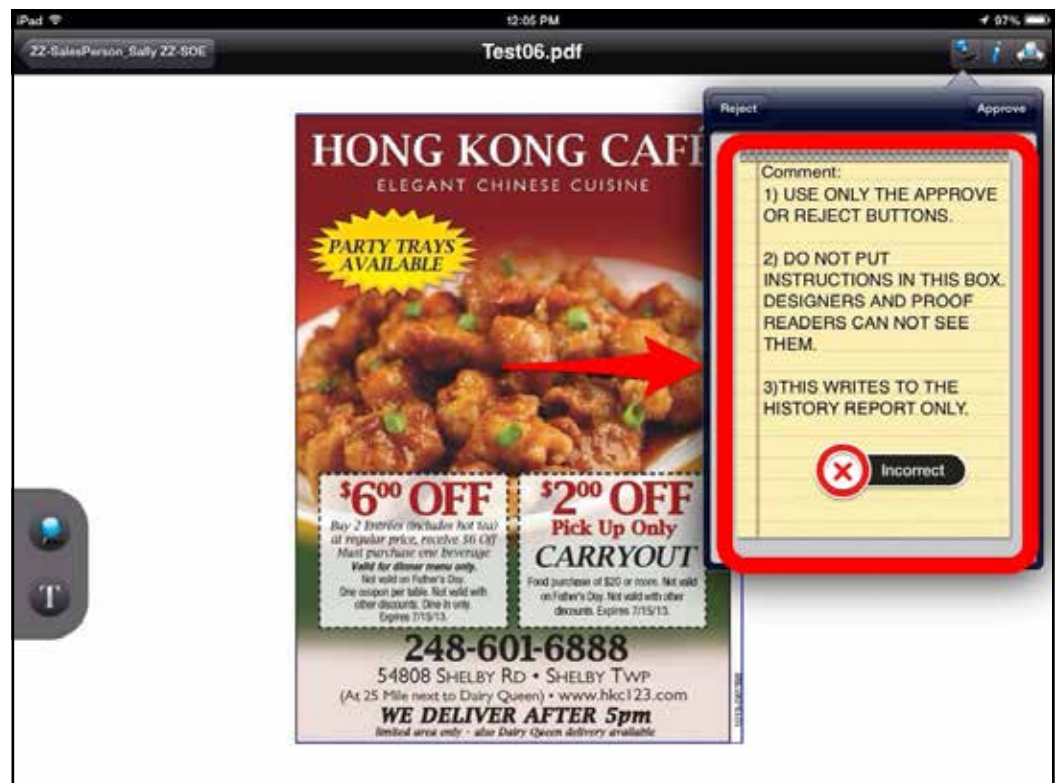 iPad
12:05 PM
97%
ZZ-SalesPerson_Sally ZZ-SOE
Test06.pdf
i
Reject
Approve
Comment:
1) USE ONLY THE APPROVE
OR REJECT BUTTONS.
2) DO NOT PUT
INSTRUCTIONS IN THIS BOX.
DESIGNERS AND PROOF
READERS CAN NOT SEE
THEM.
3)THIS WRITES TO THE
HISTORY REPORT ONLY.
Incorrect
HONG KONG CAFÉ
ELEGANT CHINESE CUISINE
PARTY TRAYS
AVAILABLE
$600 OFF
Buy 2 Entrées (includes hot tea)
at regular price, receive $6 Off
Must purchase one beverage
Valid for dinner menu only.
Not valid on Father's Day.
One coupon per table. Not valid with
other discounts. Dine in only.
Expires 7/15/13.
$200 OFF
Pick Up Only
CARRYOUT
Food purchase of $20 or more. Not valid
on Father's Day. Not valid with other
discounts. Expires 7/15/13.
248-601-6888
54808 SHELBY RD • SHELBY TWP
(At 25 Mile next to Dairy Queen) • www.hkc123.com
WE DELIVER AFTER 5pm
limited area only - also Dairy Queen delivery available
T